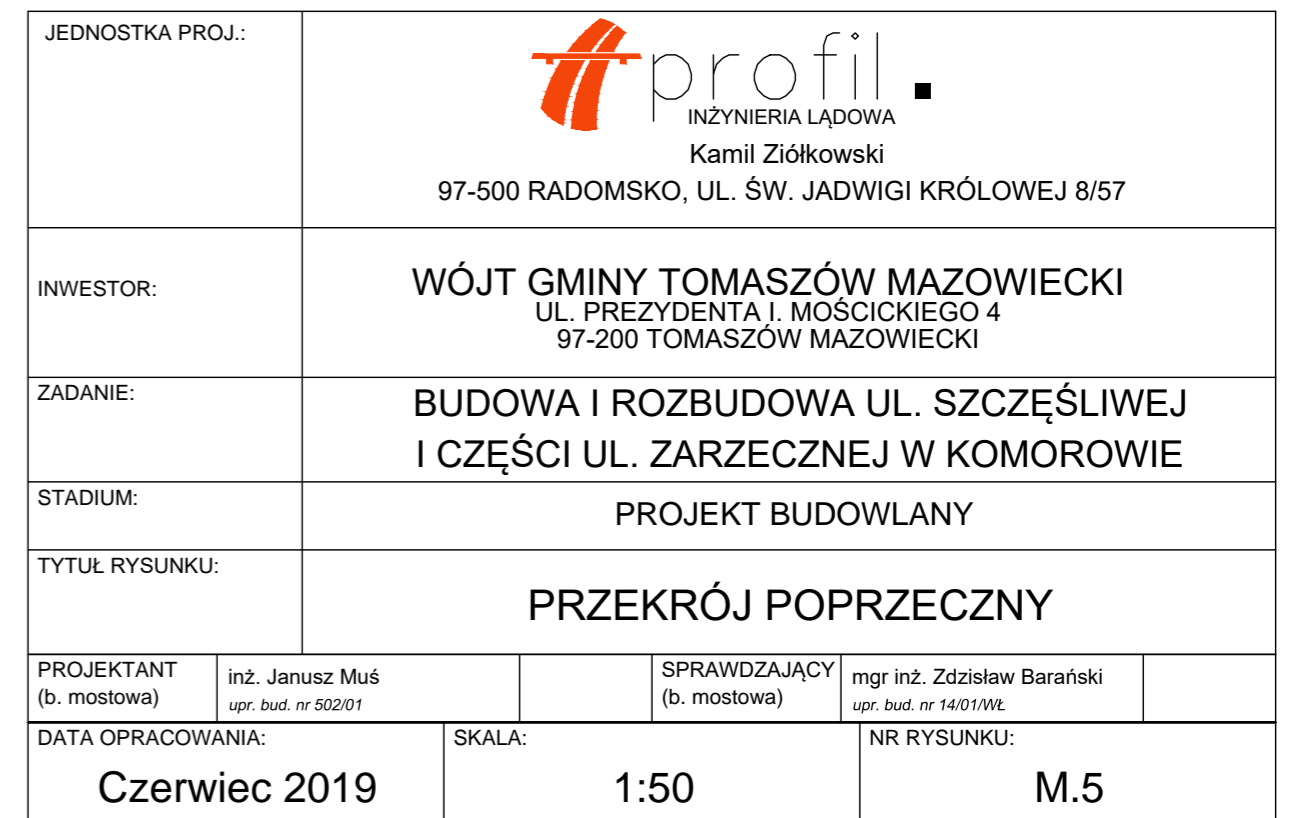 JEDNOSTKA PROJ.:
profil.
INŻYNIERIA LĄDOWA
Kamil Ziółkowski
97-500 RADOMSKO, UL. ŚW. JADWIGI KRÓLOWEJ 8/57
INWESTOR:
WÓJT GMINY TOMASZÓW MAZOWIECKI
UL. PREZYDENTA I. MOŚCICKIEGO 4
97-200 TOMASZÓW MAZOWIECKI
ZADANIE:
BUDOWA I ROZBUDOWA UL. SZCZĘŚLIWEJ
I CZĘŚCI UL. ZARZECZNEJ W KOMOROWIE
STADIUM:
PROJEKT BUDOWLANY
TYTUŁ RYSUNKU:
PRZEKRÓJ POPRZECZNY
PROJEKTANT
(b. mostowa)
inż. Janusz Muś
upr. bud. nr 502/01
SPRAWDZAJĄCY
(b. mostowa)
mgr inż. Zdzisław Barański
upr. bud. nr 14/01/WŁ
DATA OPRACOWANIA:
Czerwiec 2019
SKALA:
1:50
NR RYSUNKU:
M.5